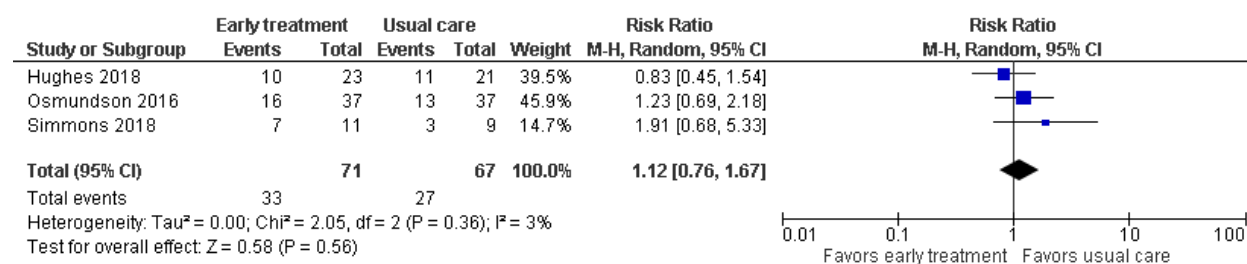 Early treatment Usual care Risk Ratio Risk Ratio
Study or Subgroup Events Total Events Total Weight M-H, Random, 95% CI M-H, Random, 95% CI
Hughes 2018 10 23 11 21 39.5% 0.83 [0.45, 1.54]
Osmundson 2016 16 37 13 37 45.9% 1.23 [0.69, 2.18]
Simmons 2018 7 11 3 9 14.7% 1.91 [0.68, 5.33]
Total (95% CI) 71 67 100.0% 1.12 [0.76, 1.67]
Total events 33 27
Heterogeneity: Tau² = 0.00; Chi² = 2.05, df = 2 (P = 0.36); I² = 3%
Test for overall effect: Z = 0.58 (P = 0.56)
0.01 0.1 1 10 100
Favors early treatment Favors usual care